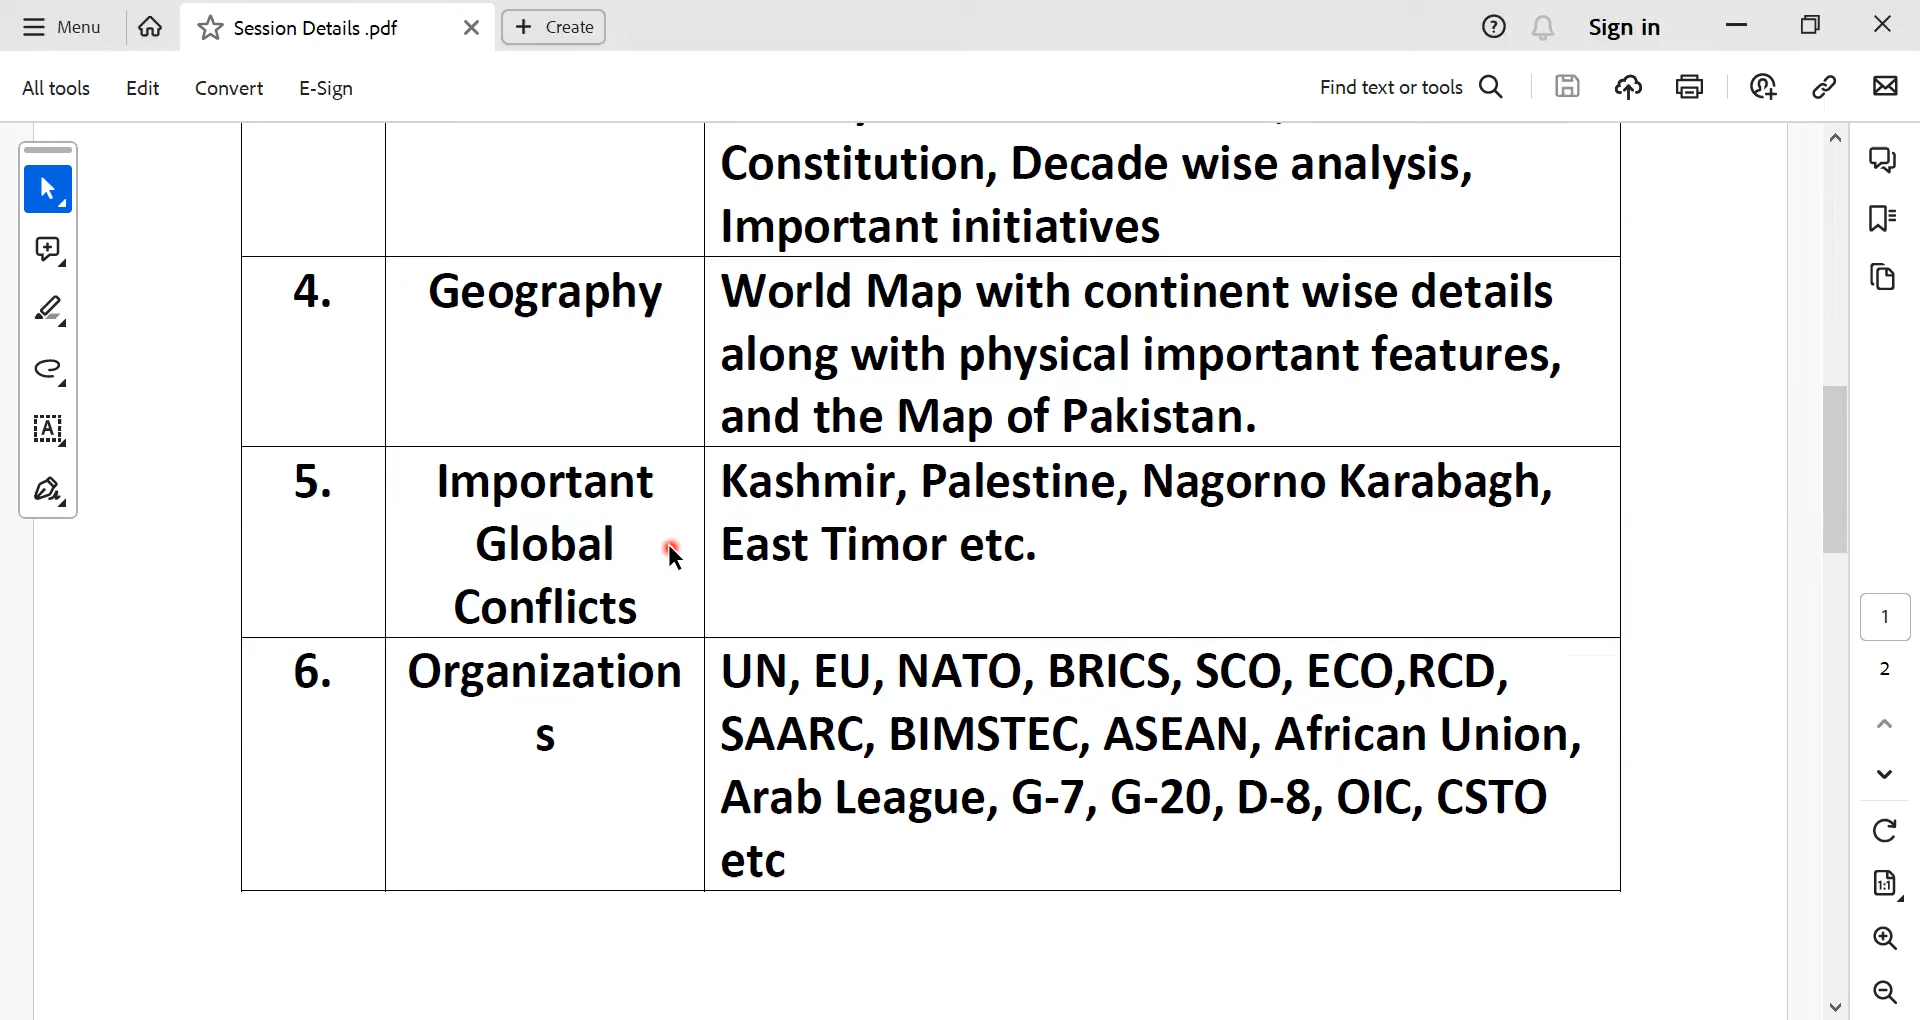 Menu
Session Details .pdf
+ Create
Sign in
All tools
Edit
Convert
E-Sign
Find text or tools
Constitution, Decade wise analysis,
Important initiatives
4.
Geography
World Map with continent wise details
along with physical important features,
and the Map of Pakistan.
5.
Important
Global
Conflicts
Kashmir, Palestine, Nagorno Karabagh,
East Timor etc.
6.
Organization
s
UN, EU, NATO, BRICS, SCO, ECO,RCD,
SAARC, BIMSTEC, ASEAN, African Union,
Arab League, G-7, G-20, D-8, OIC, CSTO
etc
1
2